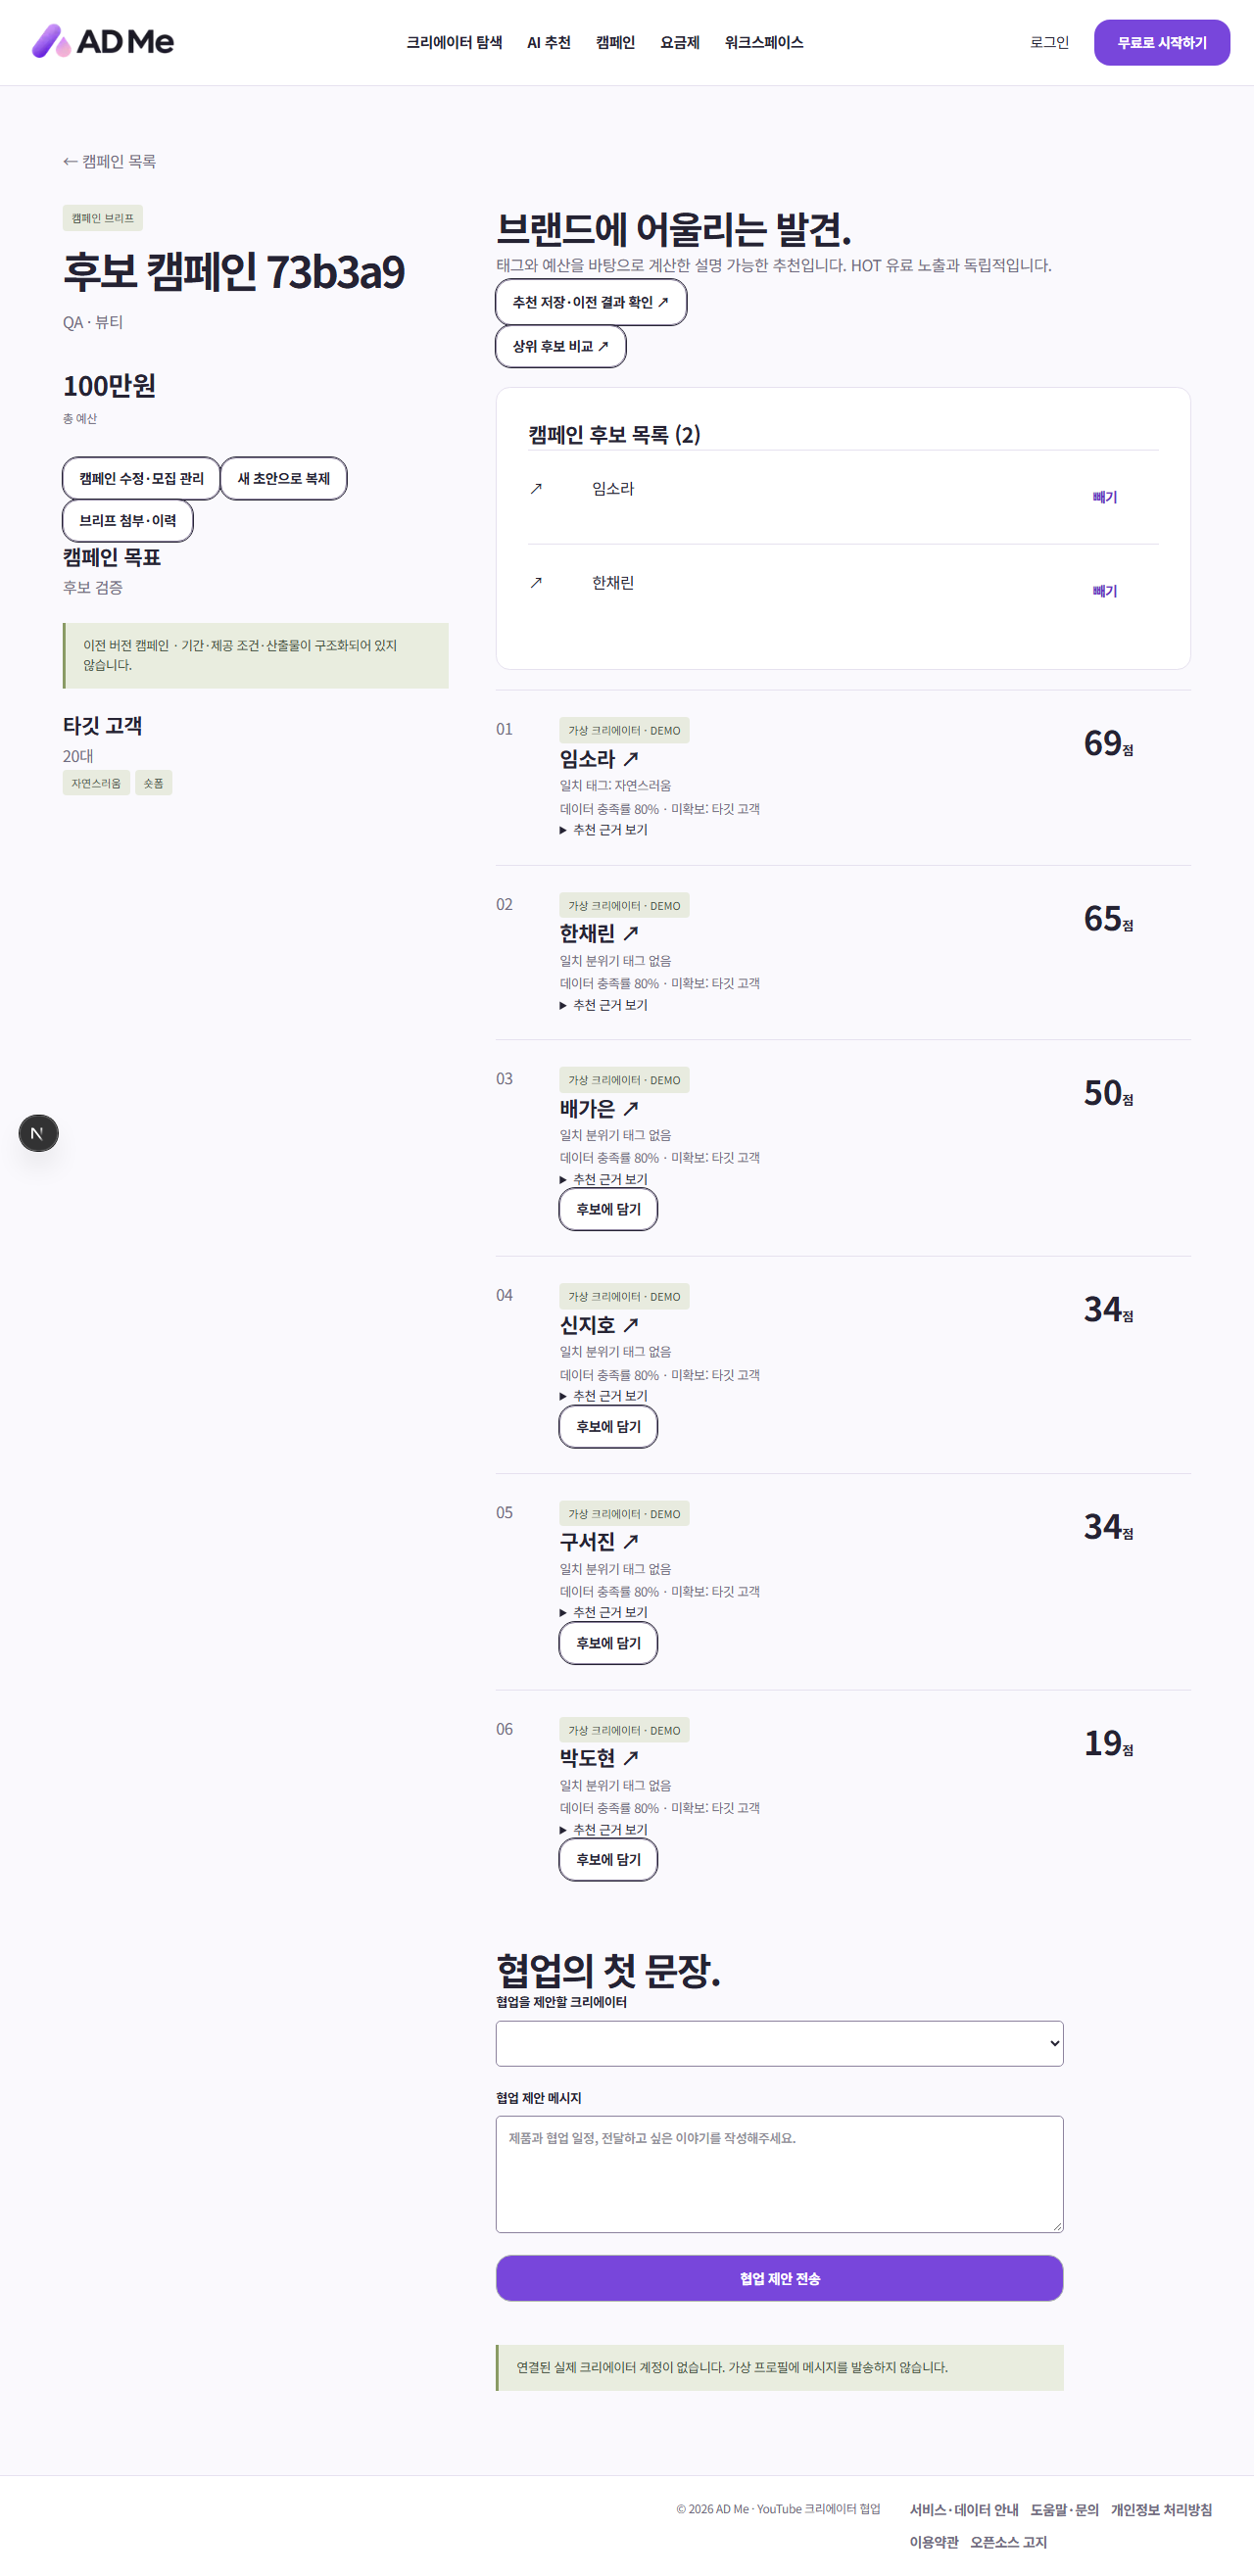 AD Me
크리에이터 탐색 AI 추천 캠페인 요금제 워크스페이스
로그인 무료로 시작하기
← 캠페인 목록
캠페인 브리프
후보 캠페인 73b3a9
QA · 뷰티
100만원
총 예산
캠페인 수정·모집 관리 새 초안으로 복제
브리프 첨부·이력
캠페인 목표
후보 검증
이전 버전 캠페인 · 기간·제공 조건·산출물이 구조화되어 있지
않습니다.
타깃 고객
20대
자연스러움 숏폼
브랜드에 어울리는 발견.
태그와 예산을 바탕으로 계산한 설명 가능한 추천입니다. HOT 유료 노출과 독립적입니다.
추천 저장·이전 결과 확인 ↗
상위 후보 비교 ↗
캠페인 후보 목록 (2)
↗ 임소라 빼기
↗ 한채린 빼기
01 가상 크리에이터 · DEMO 69점
임소라 ↗
일치 태그: 자연스러움
데이터 충족률 80% · 미확보: 타깃 고객
▶ 추천 근거 보기
02 가상 크리에이터 · DEMO 65점
한채린 ↗
일치 분위기 태그 없음
데이터 충족률 80% · 미확보: 타깃 고객
▶ 추천 근거 보기
03 가상 크리에이터 · DEMO 50점
배가은 ↗
일치 분위기 태그 없음
데이터 충족률 80% · 미확보: 타깃 고객
▶ 추천 근거 보기
후보에 담기
04 가상 크리에이터 · DEMO 34점
신지호 ↗
일치 분위기 태그 없음
데이터 충족률 80% · 미확보: 타깃 고객
▶ 추천 근거 보기
후보에 담기
05 가상 크리에이터 · DEMO 34점
구서진 ↗
일치 분위기 태그 없음
데이터 충족률 80% · 미확보: 타깃 고객
▶ 추천 근거 보기
후보에 담기
06 가상 크리에이터 · DEMO 19점
박도현 ↗
일치 분위기 태그 없음
데이터 충족률 80% · 미확보: 타깃 고객
▶ 추천 근거 보기
후보에 담기
N
협업의 첫 문장.
협업을 제안할 크리에이터
협업 제안 메시지
제품과 협업 일정, 전달하고 싶은 이야기를 작성해주세요.
협업 제안 전송
연결된 실제 크리에이터 계정이 없습니다. 가상 프로필에 메시지를 발송하지 않습니다.
© 2026 AD Me · YouTube 크리에이터 협업 서비스·데이터 안내 도움말·문의 개인정보 처리방침
이용약관 오픈소스 고지